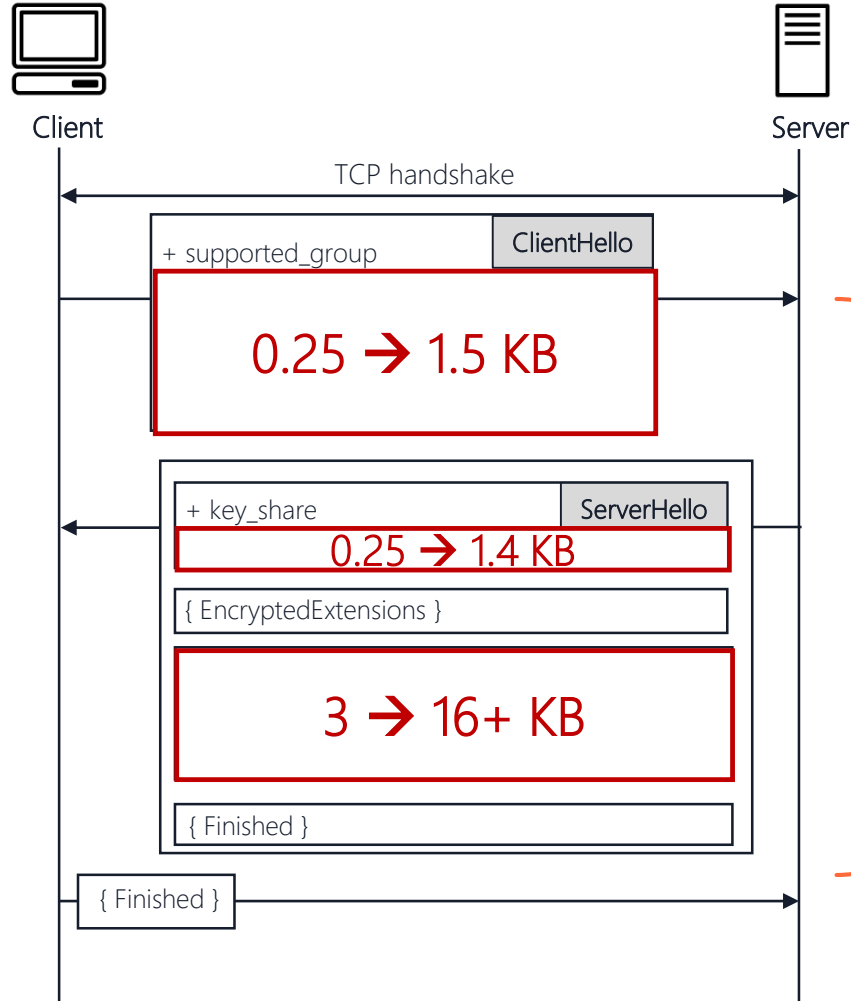 Client
Server
TCP handshake
ClientHello
+ supported_group
0.25 → 1.5 KB
+ key_share
ServerHello
0.25 → 1.4 KB
{ EncryptedExtensions }
3 → 16+ KB
{ Finished }
{ Finished }